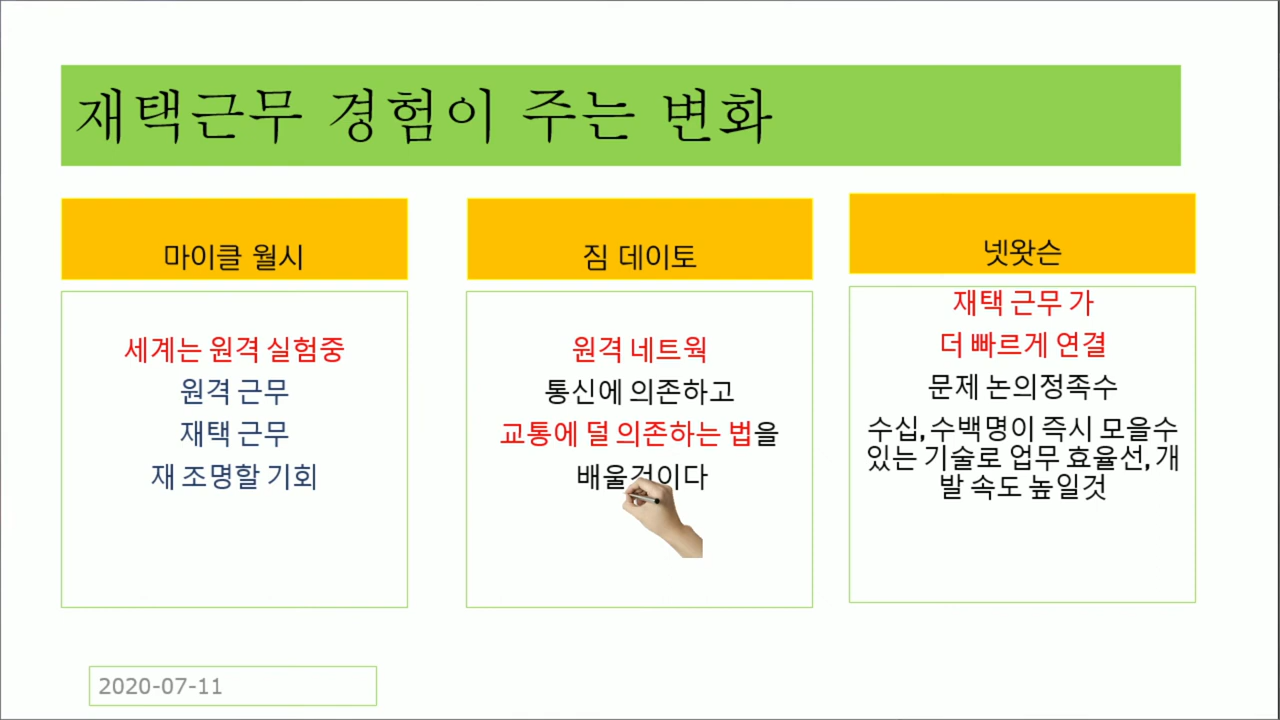 재택근무 경험이 주는 변화
마이클 월시
세계는 원격 실험중
원격 근무
재택 근무
재 조명할 기회
짐 데이토
원격 네트웍
통신에 의존하고
교통에 덜 의존하는 법을
배울것이다
넷왓슨
재택 근무 가
더 빠르게 연결
문제 논의정족수
수십, 수백명이 즉시 모을수
있는 기술로 업무 효율선, 개
발 속도 높일것
2020-07-11